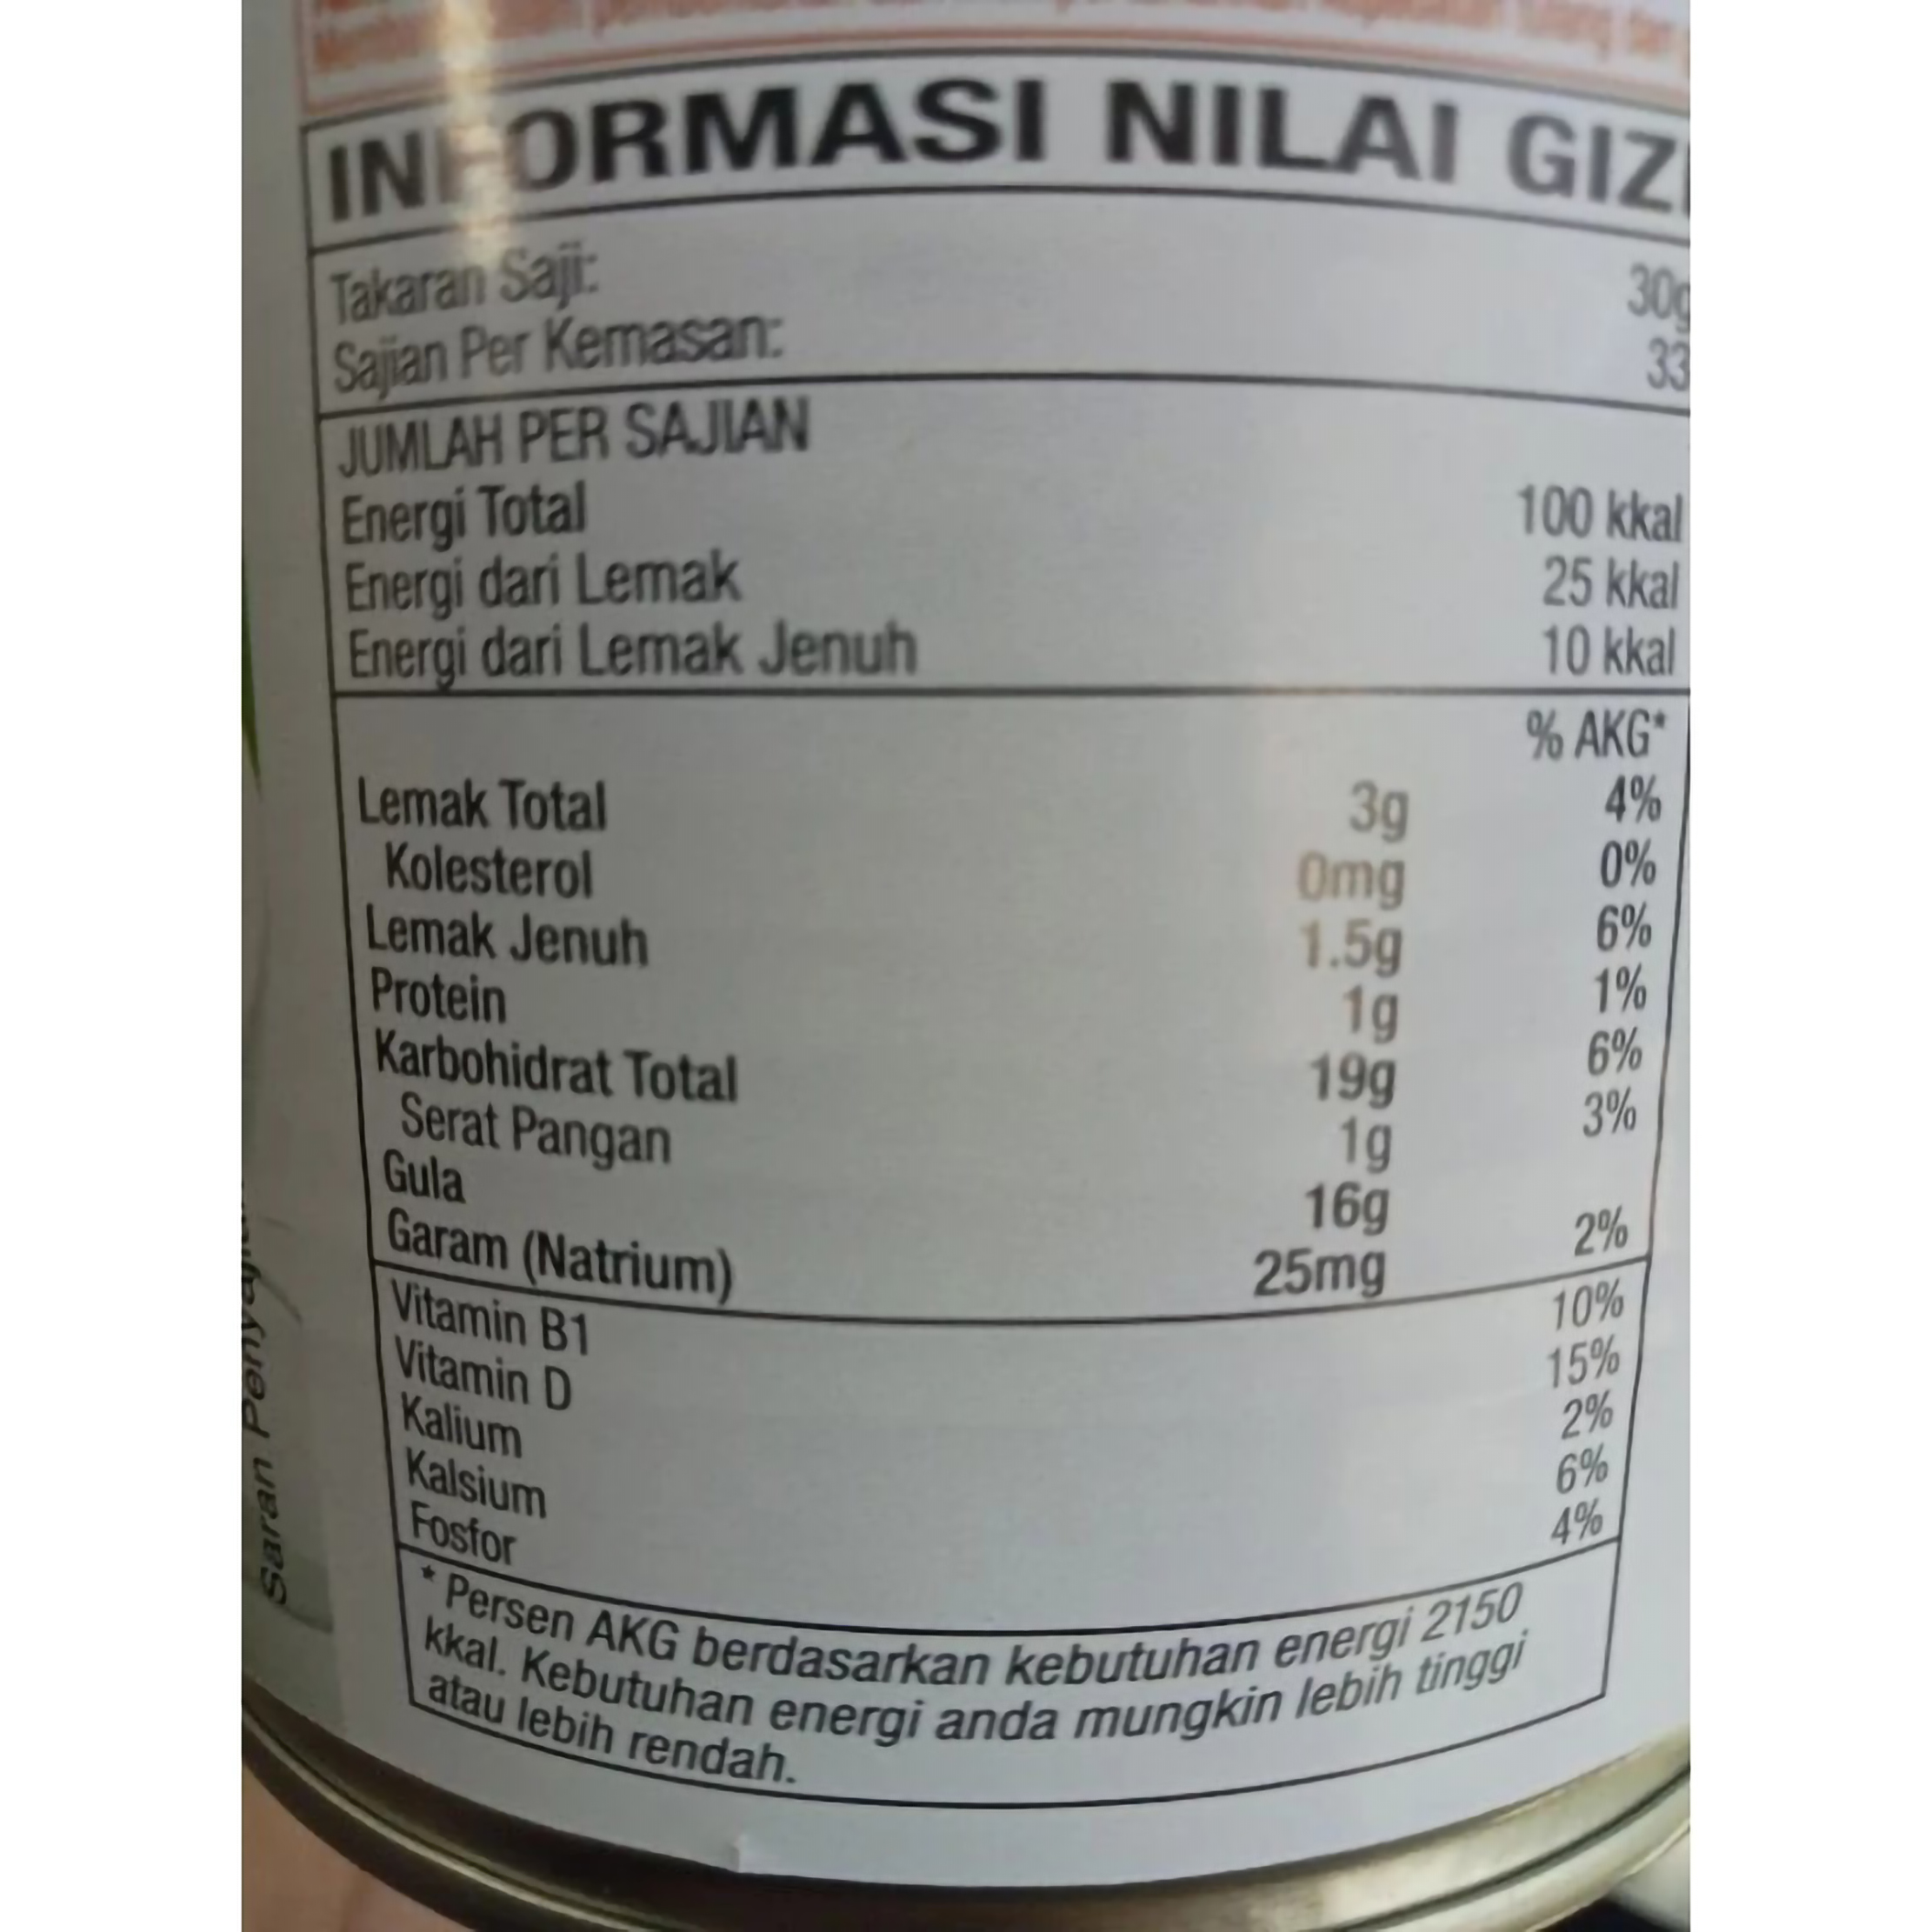 INFORMASI NILAI GIZI
Takaran Saji: 30g
Sajian Per Kemasan: 33
JUMLAH PER SAJIAN
Energi Total 100 kkal
Energi dari Lemak 25 kkal
Energi dari Lemak Jenuh 10 kkal
% AKG*
Lemak Total 3g 4%
Kolesterol 0mg 0%
Lemak Jenuh 1.5g 6%
Protein 1g 1%
Karbohidrat Total 19g 6%
Serat Pangan 1g 3%
Gula 16g
Garam (Natrium) 25mg 2%
Vitamin B1 10%
Vitamin D 15%
Kalium 2%
Kalsium 6%
Fosfor 4%
* Persen AKG berdasarkan kebutuhan energi 2150
kkal. Kebutuhan energi anda mungkin lebih tinggi
atau lebih rendah.
Saran